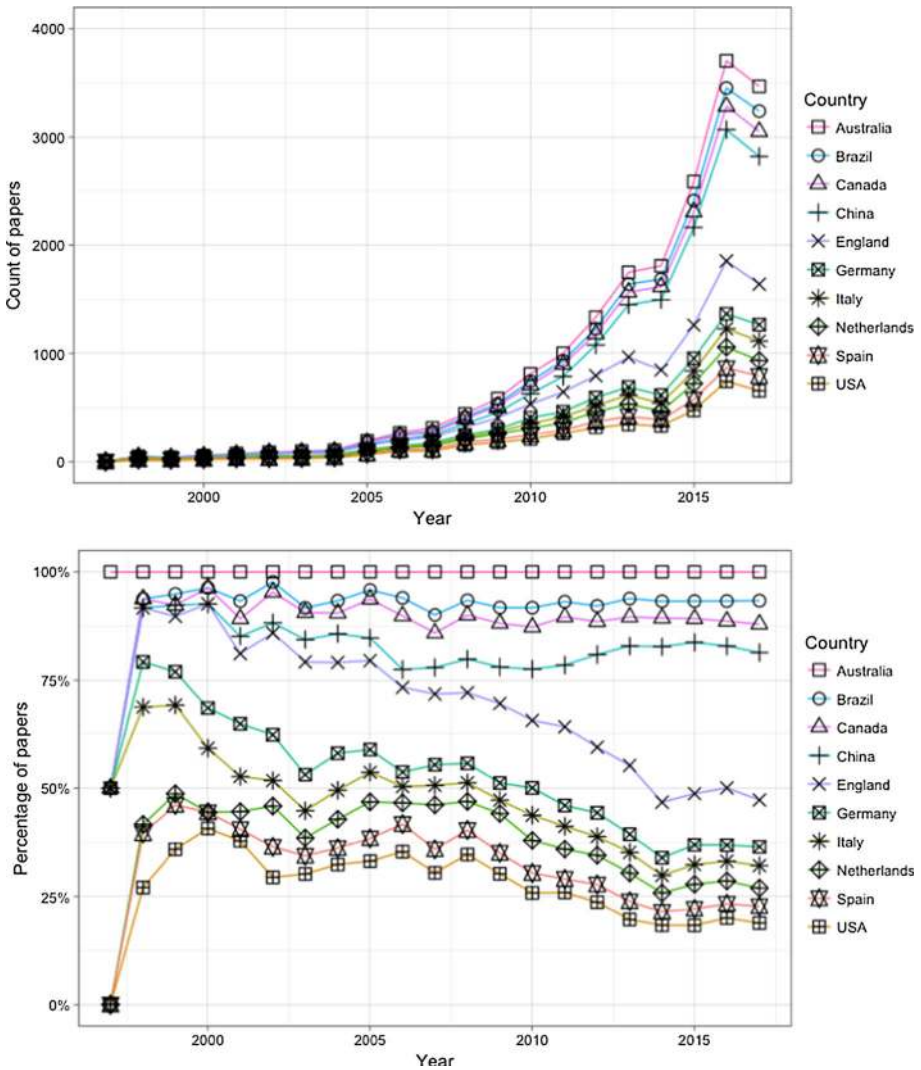 4000
3000
2000
1000
0
Count of papers
2000 2005 2010 2015
Year
Country
Australia
Brazil
Canada
China
England
Germany
Italy
Netherlands
Spain
USA
100%
75%
50%
25%
0%
Percentage of papers
2000 2005 2010 2015
Year
Country
Australia
Brazil
Canada
China
England
Germany
Italy
Netherlands
Spain
USA